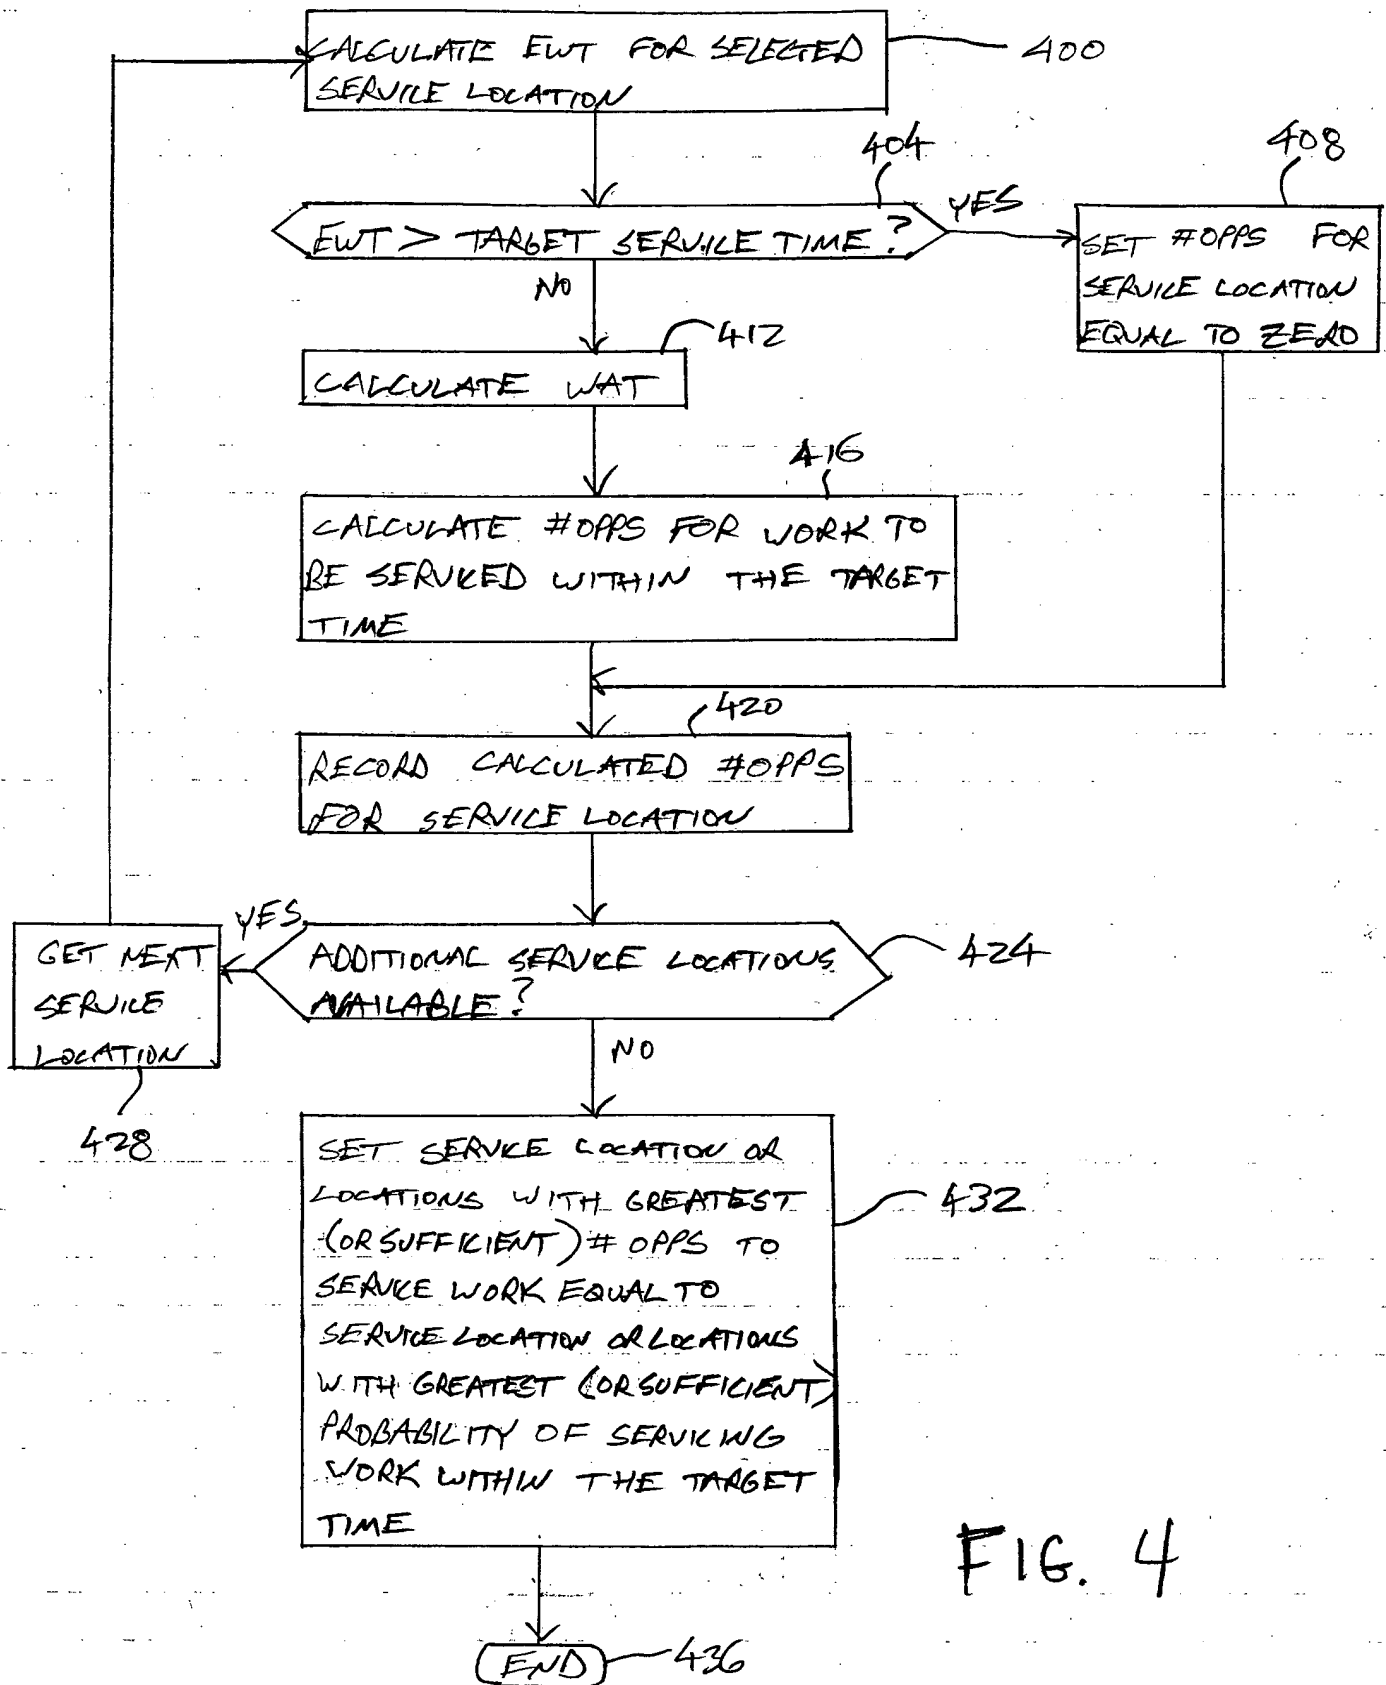 CALCULATE EWT FOR SELECTED
SERVICE LOCATION
400
404
EWT > TARGET SERVICE TIME?
YES
408
SET #OPPS FOR
SERVICE LOCATION
EQUAL TO ZERO
NO
412
CALCULATE WAT
416
CALCULATE #OPPS FOR WORK TO
BE SERVICED WITHIN THE TARGET
TIME
420
RECORD CALCULATED #OPPS
FOR SERVICE LOCATION
YES
ADDITIONAL SERVICE LOCATIONS
AVAILABLE?
424
GET NEXT
SERVICE
LOCATION
428
NO
SET SERVICE LOCATION OR
LOCATIONS WITH GREATEST
(OR SUFFICIENT) # OPPS TO
SERVICE WORK EQUAL TO
SERVICE LOCATION OR LOCATIONS
WITH GREATEST (OR SUFFICIENT)
PROBABILITY OF SERVICING
WORK WITHIN THE TARGET
TIME
432
FIG. 4
END
436